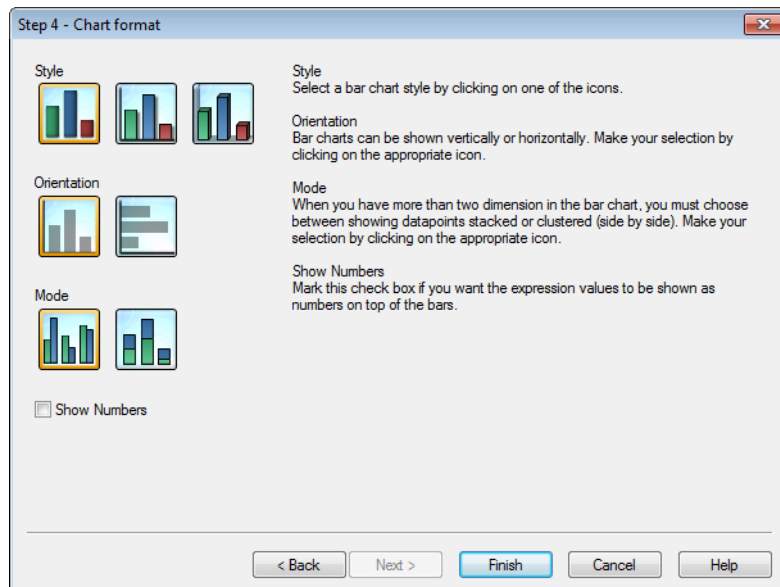 Step 4 - Chart format
Style
Style
Select a bar chart style by clicking on one of the icons.
Orientation
Bar charts can be shown vertically or horizontally. Make your selection by
clicking on the appropriate icon.
Orientation
Mode
When you have more than two dimension in the bar chart, you must choose
between showing datapoints stacked or clustered (side by side). Make your
selection by clicking on the appropriate icon.
Show Numbers
Mark this check box if you want the expression values to be shown as
numbers on top of the bars.
Mode
Show Numbers
< Back
Next >
Finish
Cancel
Help